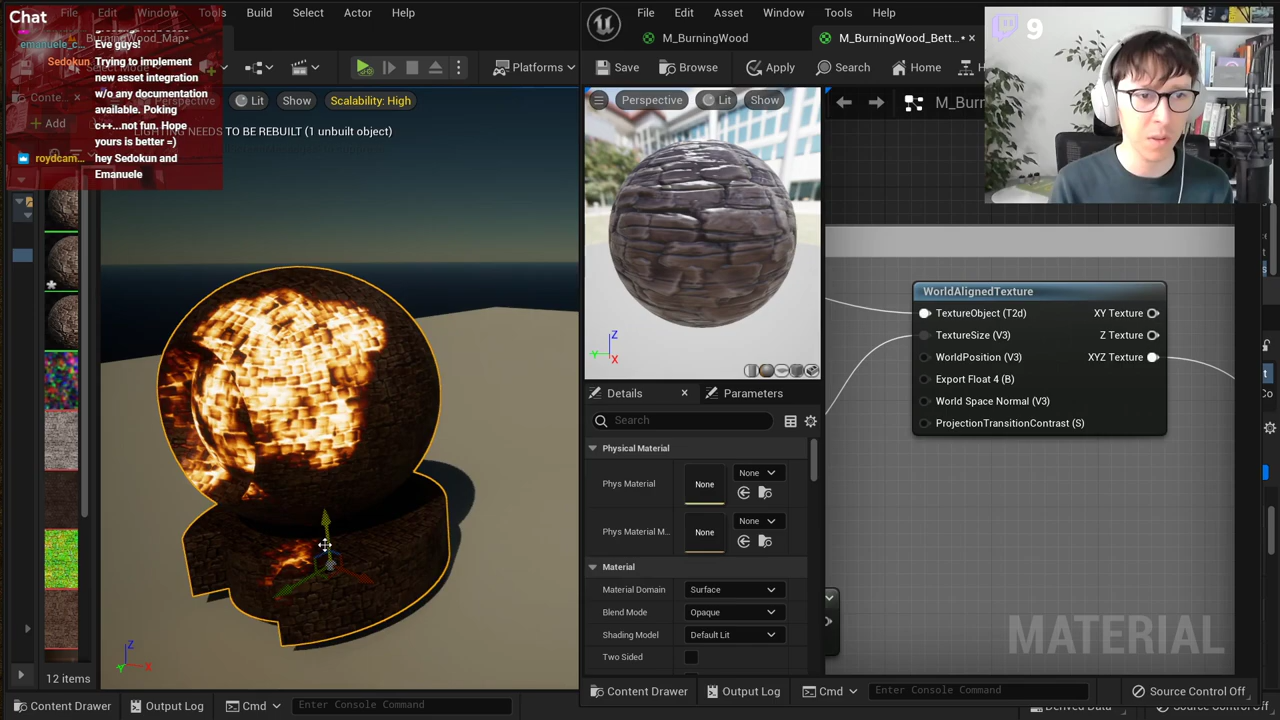 Chat
emanuele_c... Eve guys!
Sedokun Trying to implement
new asset integration
w/o any documentation
available. Poking
c++...not fun. Hope
yours is better =)
roydcam... hey Sedokun and
Emanuele
Build Select Actor Help
Platforms
Add
Perspective Lit Show Scalability: High
LIGHTING NEEDS TO BE REBUILT (1 unbuilt object)
Z
Y
X
12 items
Content Drawer Output Log Cmd Enter Console Command
File Edit Asset Window Tools Help
M_BurningWood M_BurningWood_Bett...•
Save Browse Apply Search Home
Perspective Lit Show
Z
Y
X
Details Parameters
Search
Physical Material
Phys Material None None
Phys Material M... None None
Material
Material Domain Surface
Blend Mode Opaque
Shading Model Default Lit
Two Sided
9
M_Burn
WorldAlignedTexture
TextureObject (T2d) XY Texture
TextureSize (V3) Z Texture
WorldPosition (V3) XYZ Texture
Export Float 4 (B)
World Space Normal (V3)
ProjectionTransitionContrast (S)
MATERIAL
Content Drawer Output Log Cmd Enter Console Command Source Control Off